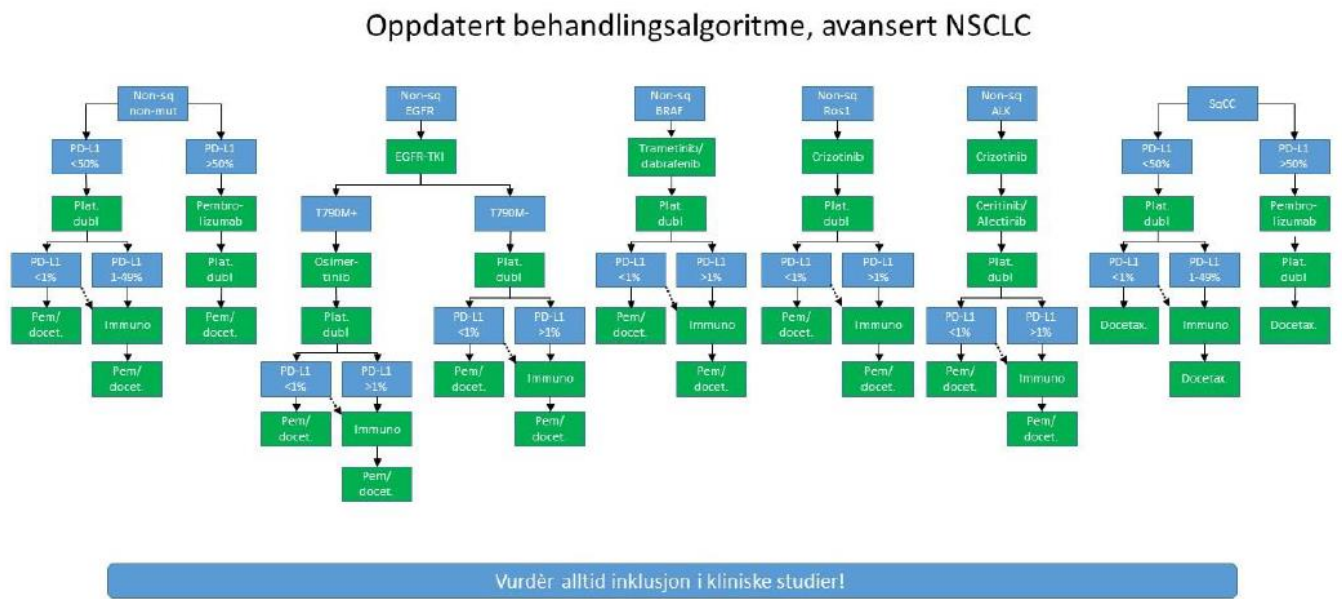 Oppdatert behandlingsalgoritme, avansert NSCLC
Non-sq
non-mut
PD-L1
<50%
PD-L1
>50%
Plat.
dubl
Pembro-
lizumab
PD-L1
<1%
PD-L1
1-49%
Plat.
dubl
Pem/
docet.
Immuno
Pem/
docet.
Pem/
docet.
Non-sq
EGFR
EGFR-TKI
T790M+
T790M-
Osimer-
tinib
Plat.
dubl
Plat.
dubl
PD-L1
<1%
PD-L1
>1%
PD-L1
<1%
PD-L1
>1%
Pem/
docet.
Immuno
Pem/
docet.
Immuno
Pem/
docet.
Pem/
docet.
Non-sq
BRAF
Trametinib/
dabrafenib
Plat.
dubl
PD-L1
<1%
PD-L1
>1%
Pem/
docet.
Immuno
Pem/
docet.
Non-sq
Ros1
Crizotinib
Plat.
dubl
PD-L1
<1%
PD-L1
>1%
Pem/
docet.
Immuno
Pem/
docet.
Non-sq
ALK
Crizotinib
Ceritinib/
Alectinib
Plat.
dubl
PD-L1
<1%
PD-L1
>1%
Pem/
docet.
Immuno
Pem/
docet.
SqCC
PD-L1
<50%
PD-L1
>50%
Plat.
dubl
Pembro-
lizumab
PD-L1
<1%
PD-L1
1-49%
Plat.
dubl
Docetax.
Immuno
Docetax.
Docetax.
Vurdèr alltid inklusjon i kliniske studier!